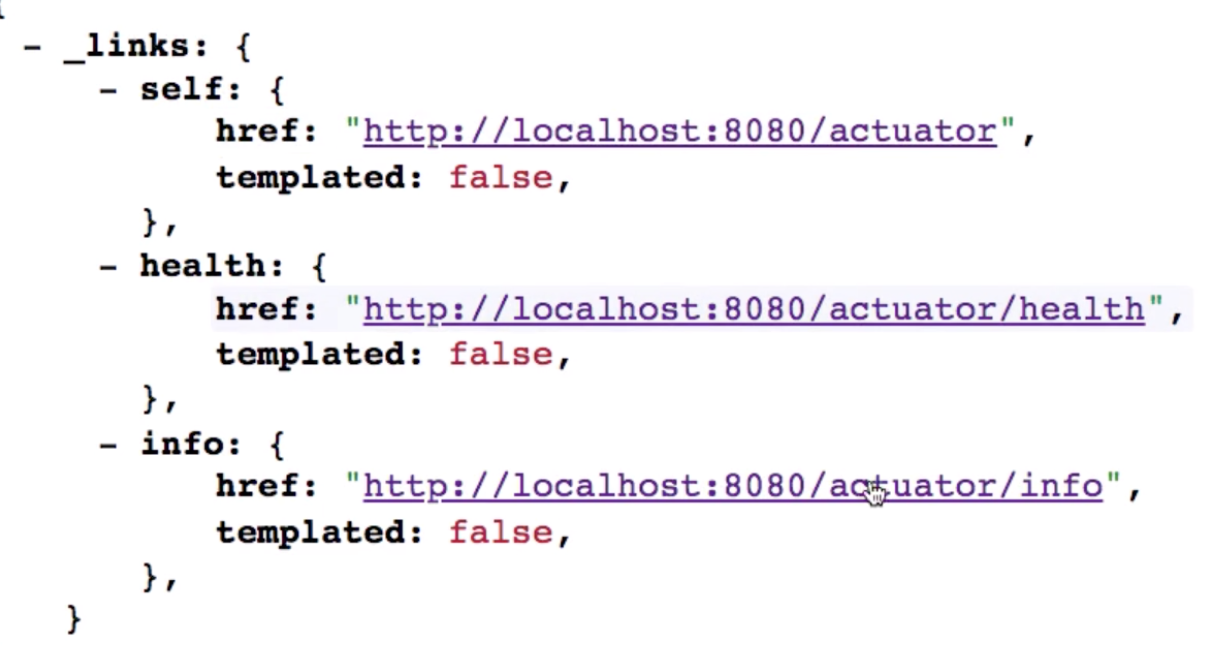 - _links: {
- self: {
href: "http://localhost:8080/actuator",
templated: false,
},
- health: {
href: "http://localhost:8080/actuator/health",
templated: false,
},
- info: {
href: "http://localhost:8080/actuator/info",
templated: false,
},
}